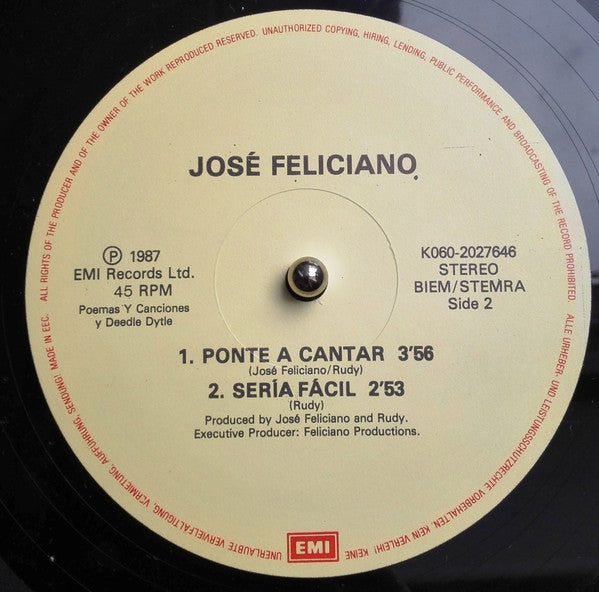 ALL RIGHTS OF THE PRODUCER AND OF THE OWNER OF THE WORK REPRODUCED RESERVED. UNAUTHORIZED COPYING, HIRING, LENDING, PUBLIC PERFORMANCE AND BROADCASTING OF THE RECORD PROHIBITED.
ALLE URHEBER- UND LEISTUNGSSCHUTZRECHTE VORBEHALTEN. KEIN VERLEIH! KEINE UNERLAUBTE VERVIELFÄLTIGUNG, VERMIETUNG, AUFFÜHRUNG, SENDUNG! MADE IN EEC.
JOSÉ FELICIANO
Ⓟ 1987
EMI Records Ltd.
45 RPM
Poemas Y Canciones
y Deedle Dytle
K060-2027646
STEREO
BIEM/STEMRA
Side 2
1. PONTE A CANTAR 3'56
(José Feliciano/Rudy)
2. SERÍA FÁCIL 2'53
(Rudy)
Produced by José Feliciano and Rudy.
Executive Producer: Feliciano Productions.
EMI